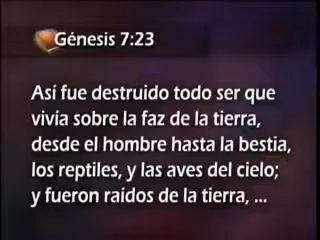 Génesis 7:23
Así fue destruido todo ser que
vivía sobre la faz de la tierra,
desde el hombre hasta la bestia,
los reptiles, y las aves del cielo;
y fueron raídos de la tierra, ...